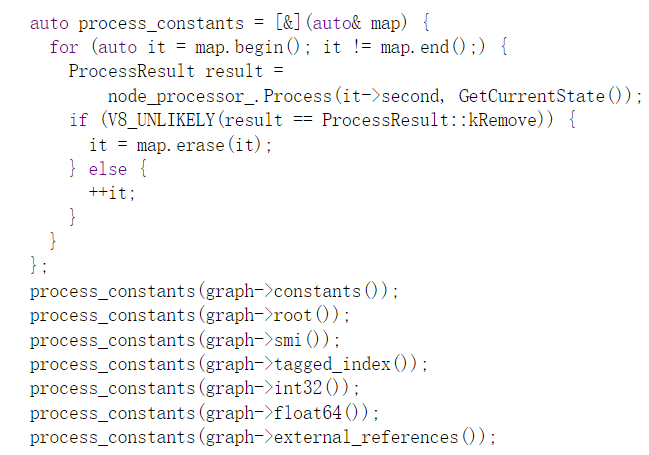 auto process_constants = [&](auto& map) {
  for (auto it = map.begin(); it != map.end();) {
    ProcessResult result =
        node_processor_.Process(it->second, GetCurrentState());
    if (V8_UNLIKELY(result == ProcessResult::kRemove)) {
      it = map.erase(it);
    } else {
      ++it;
    }
  }
};
process_constants(graph->constants());
process_constants(graph->root());
process_constants(graph->smi());
process_constants(graph->tagged_index());
process_constants(graph->int32());
process_constants(graph->float64());
process_constants(graph->external_references());